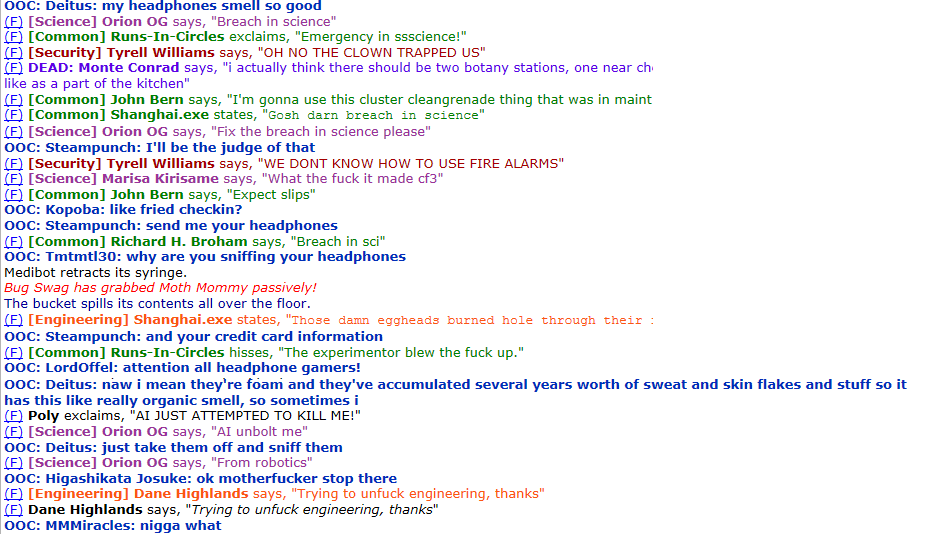 OOC: Deitus: my headphones smell so good
(F) [Science] Orion OG says, "Breach in science"
(F) [Common] Runs-In-Circles exclaims, "Emergency in ssscience!"
(F) [Security] Tyrell Williams says, "OH NO THE CLOWN TRAPPED US"
(F) DEAD: Monte Conrad says, "i actually think there should be two botany stations, one near
like as a part of the kitchen"
(F) [Common] John Bern says, "I'm gonna use this cluster cleangrenade thing that was in maint
(F) [Common] Shanghai.exe states, "Gosh darn breach in science"
(F) [Science] Orion OG says, "Fix the breach in science please"
OOC: Steampunch: I'll be the judge of that
(F) [Security] Tyrell Williams says, "WE DONT KNOW HOW TO USE FIRE ALARMS"
(F) [Science] Marisa Kirisame says, "What the fuck it made cf3"
(F) [Common] John Bern says, "Expect slips"
OOC: Kopoba: like fried checkin?
OOC: Steampunch: send me your headphones
(F) [Common] Richard H. Broham says, "Breach in sci"
OOC: Tmtmtl30: why are you sniffing your headphones
Medibot retracts its syringe.
Bug Swag has grabbed Moth Mommy passively!
The bucket spills its contents all over the floor.
(F) [Engineering] Shanghai.exe states, "Those damn eggheads burned hole through their
OOC: Steampunch: and your credit card information
(F) [Common] Runs-In-Circles hisses, "The experimentor blew the fuck up."
OOC: LordOffel: attention all headphone gamers!
OOC: Deitus: naw i mean they're foam and they've accumulated several years worth of sweat and skin flakes and stuff so it
has this like really organic smell, so sometimes i
(F) Poly exclaims, "AI JUST ATTEMPTED TO KILL ME!"
(F) [Science] Orion OG says, "AI unbolt me"
OOC: Deitus: just take them off and sniff them
(F) [Science] Orion OG says, "From robotics"
OOC: Higashikata Josuke: ok motherfucker stop there
(F) [Engineering] Dane Highlands says, "Trying to unfuck engineering, thanks"
(F) Dane Highlands says, "Trying to unfuck engineering, thanks"
OOC: MMMiracles: nigga what